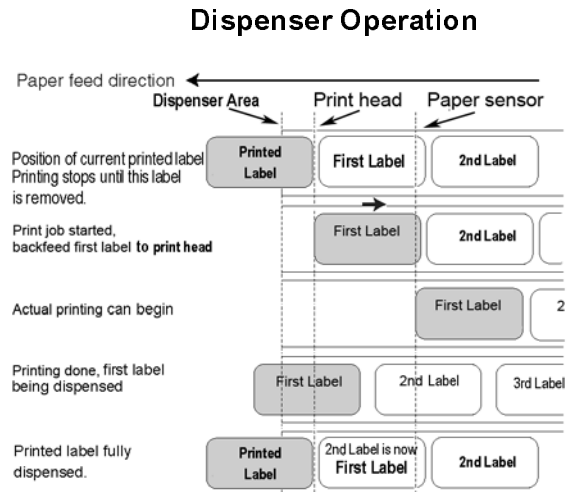 Dispenser Operation
Paper feed direction
Dispenser Area
Print head
Paper sensor
Position of current printed label
Printing stops until this label
is removed.
Printed
Label
First Label
2nd Label
Print job started,
backfeed first label to print head
First Label
2nd Label
Actual printing can begin
First Label
2
Printing done, first label
being dispensed
First Label
2nd Label
3rd Label
Printed label fully
dispensed.
Printed
Label
2nd Label is now
First Label
2nd Label